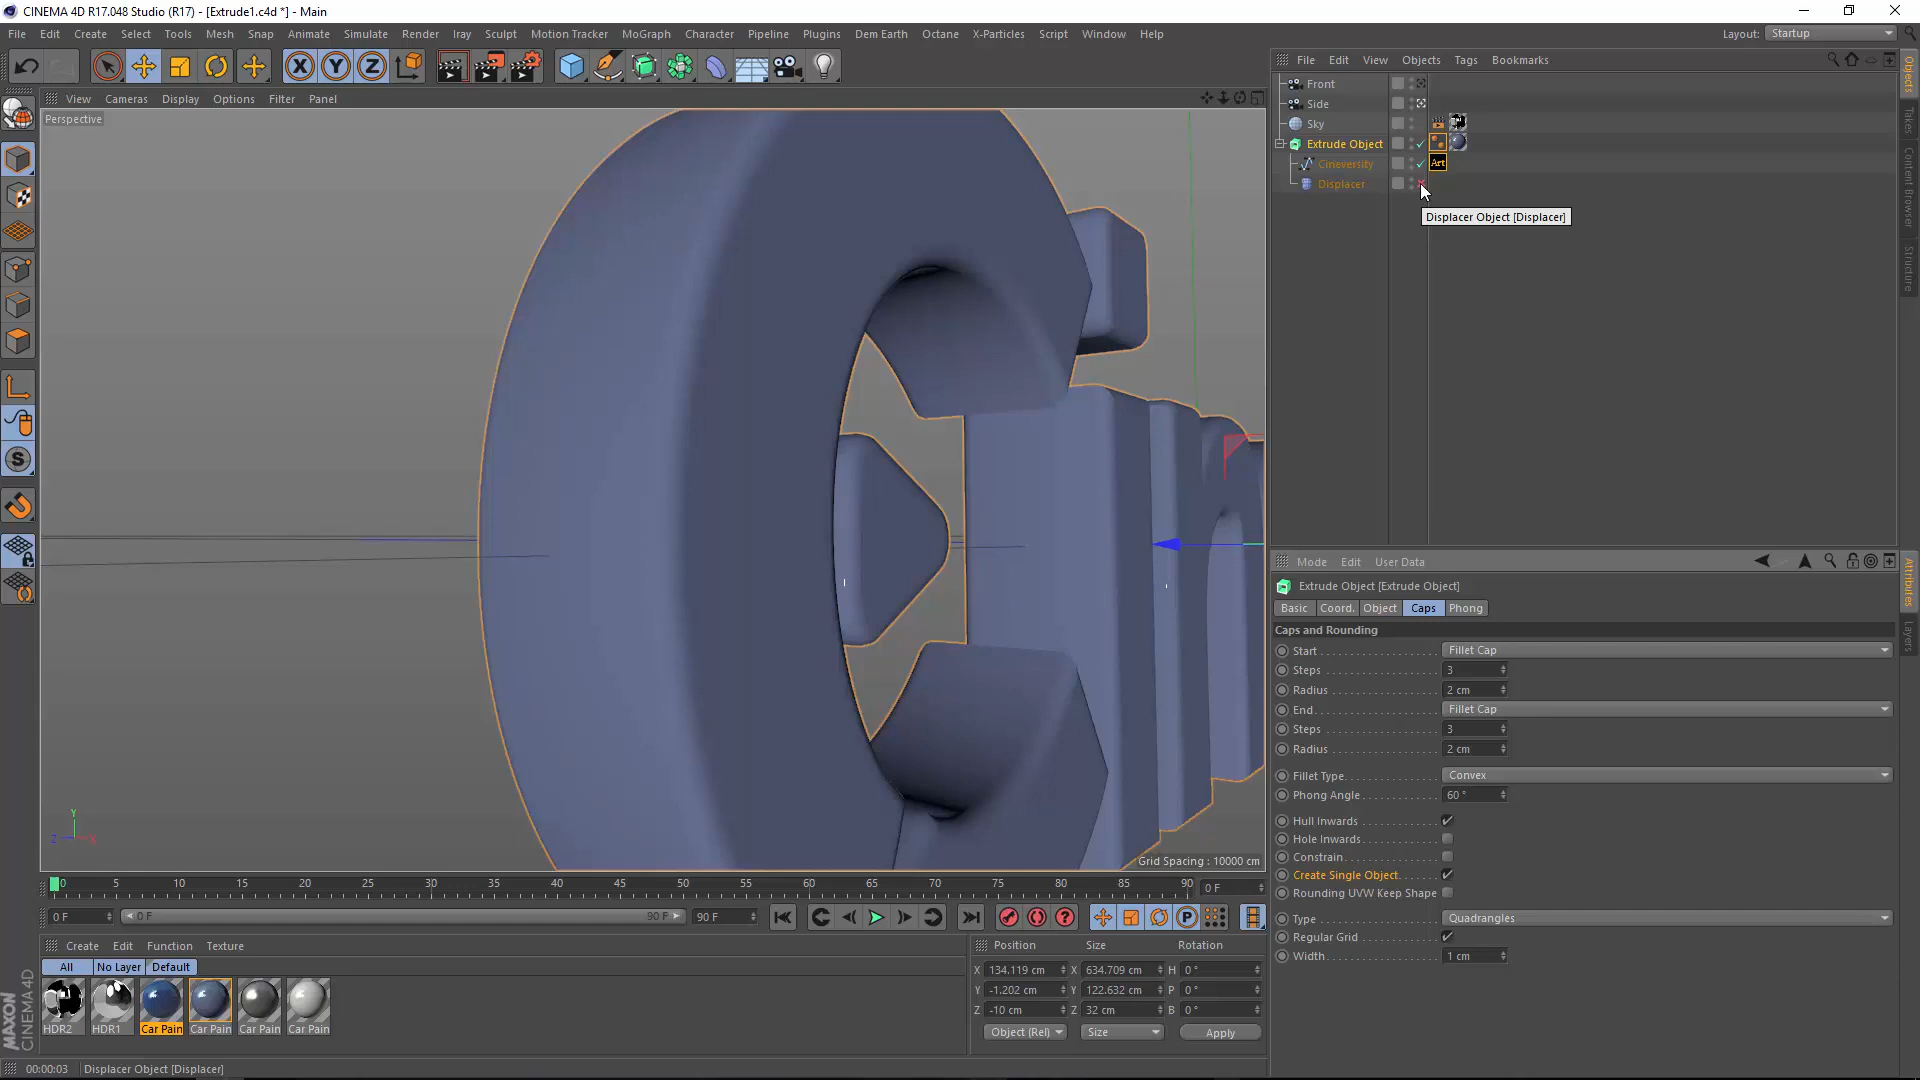 CINEMA 4D R17.048 Studio (R17) - [Extrude1.c4d *] - Main
File Edit Create Select Tools Mesh Snap Animate Simulate Render Iray Sculpt Motion Tracker MoGraph Character Pipeline Plugins Dem Earth Octane X-Particles Script Window Help
Layout: Startup
X Y Z
File Edit View Objects Tags Bookmarks
View Cameras Display Options Filter Panel
Perspective
Front
Side
Sky
Extrude Object
Cineversity
Art
Displacer
Displacer Object [Displacer]
Objects
Takes
Content Browser
Structure
Mode Edit User Data
Extrude Object [Extrude Object]
Basic Coord. Object Caps Phong
Caps and Rounding
Start Fillet Cap
Steps 3
Radius 2 cm
End Fillet Cap
Steps 3
Radius 2 cm
Fillet Type Convex
Phong Angle 60 °
Hull Inwards
Hole Inwards
Constrain
Create Single Object
Rounding UVW Keep Shape
Type Quadrangles
Regular Grid
Width 1 cm
Attributes
Layers
S
Y
Z X
Grid Spacing : 10000 cm
0 5 10 15 20 25 30 35 40 45 50 55 60 65 70 75 80 85 90 0 F
0 F 0 F 90 F 90 F
P
Create Edit Function Texture
All No Layer Default
HDR2 HDR1 Car Pain Car Pain Car Pain Car Pain
Position Size Rotation
X 134.119 cm X 634.709 cm H 0 °
Y -1.202 cm Y 122.632 cm P 0 °
Z -10 cm Z 32 cm B 0 °
Object (Rel) Size Apply
MAXON
CINEMA 4D
00:00:03 Displacer Object [Displacer]